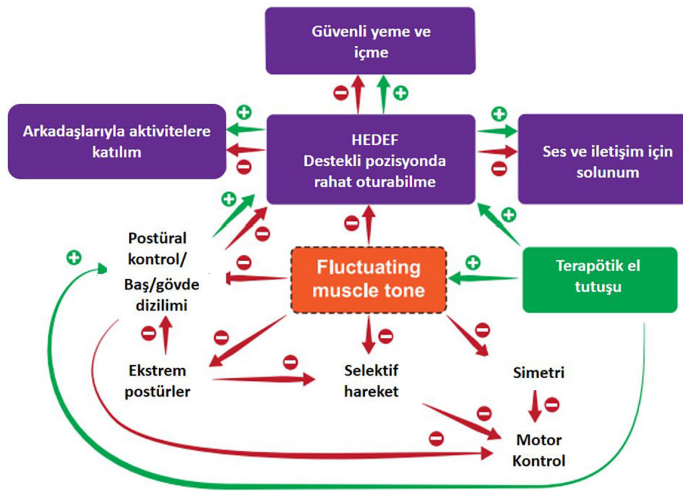 Güvenli yeme ve
içme
Arkadaşlarıyla aktivitelere
katılım
HEDEF
Destekli pozisyonda
rahat oturabilme
Ses ve iletişim için
solunum
Postüral
kontrol/
Baş/gövde
dizilimi
Fluctuating
muscle tone
Terapötik el
tutuşu
Ekstrem
postürler
Selektif
hareket
Simetri
Motor
Kontrol